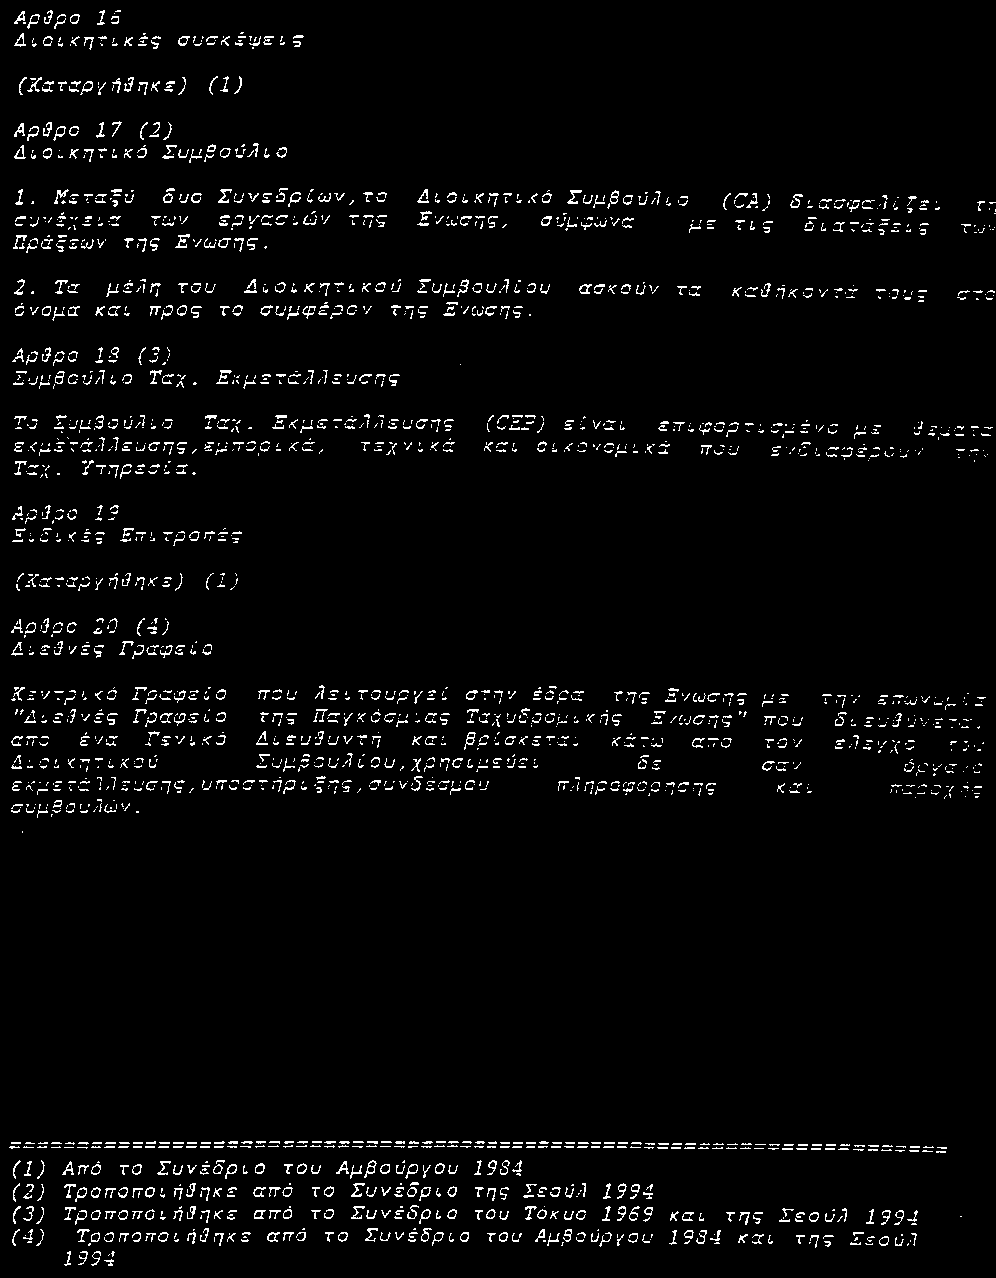 Αρθρο 16
Διοικητικές συσκέψεις
(Καταργήθηκε) (1)
Αρθρο 17 (2)
Διοικητικό Συμβούλιο
1. Μεταξύ δυο Συνεδρίων,το Διοικητικό Συμβούλιο (CA) διασφαλίζει τη
συνέχεια των εργασιών της Ενωσης, σύμφωνα με τις διατάξεις των
Πράξεων της Ενωσης.
2. Τα μέλη του Διοικητικού Συμβουλίου ασκούν τα καθήκοντά τους στο
όνομα και προς το συμφέρον της Ενωσης.
Αρθρο 18 (3)
Συμβούλιο Ταχ. Εκμετάλλευσης
Το Συμβούλιο Ταχ. Εκμετάλλευσης (CEP) είναι επιφορτισμένο με θέματα
εκμετάλλευσης,εμπορικά, τεχνικά και οικονομικά που ενδιαφέρουν την
Ταχ. Υπηρεσία.
Αρθρο 19
Ειδικές Επιτροπές
(Καταργήθηκε) (1)
Αρθρο 20 (4)
Διεθνές Γραφείο
Κεντρικό Γραφείο που λειτουργεί στην έδρα της Ενωσης με την επωνυμία
"Διεθνές Γραφείο της Παγκόσμιας Ταχυδρομικής Ενωσης" που διευθύνεται
απο ένα Γενικό Διευθυντή και βρίσκεται κάτω απο τον ελεγχο του
Διοικητικού Συμβουλίου,χρησιμεύει δε σαν όργανο
εκμετάλλευσης,υποστήριξης,συνδεσμου πληροφορησης και παροχής
συμβουλών.
(1) Από το Συνέδριο του Αμβούργου 1984
(2) Τροποποιήθηκε από το Συνέδριο της Σεούλ 1994
(3) Τροποποιήθηκε από το Συνέδριο του Τόκυο 1969 και της Σεούλ 1994
(4) Τροποποιήθηκε από το Συνέδριο του Αμβούργου 1984 και της Σεούλ
1994